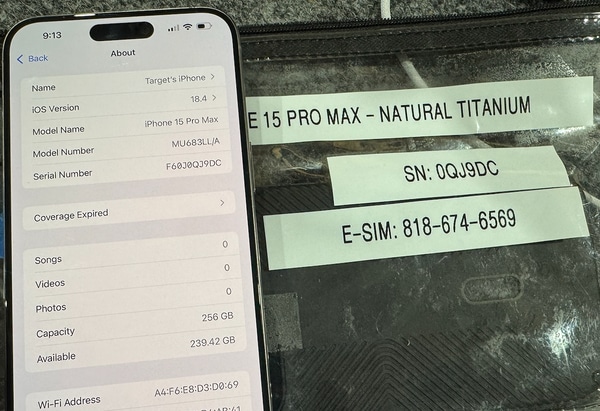 9:13
Back
About
Name Target's iPhone
iOS Version 18.4
Model Name iPhone 15 Pro Max
Model Number MU683LL/A
Serial Number F60J0QJ9DC
Coverage Expired
Songs 0
Videos 0
Photos 0
Capacity 256 GB
Available 239.42 GB
Wi-Fi Address A4:F6:E8:D3:D0:69
E 15 PRO MAX – NATURAL TITANIUM
SN: 0QJ9DC
E-SIM: 818-674-6569